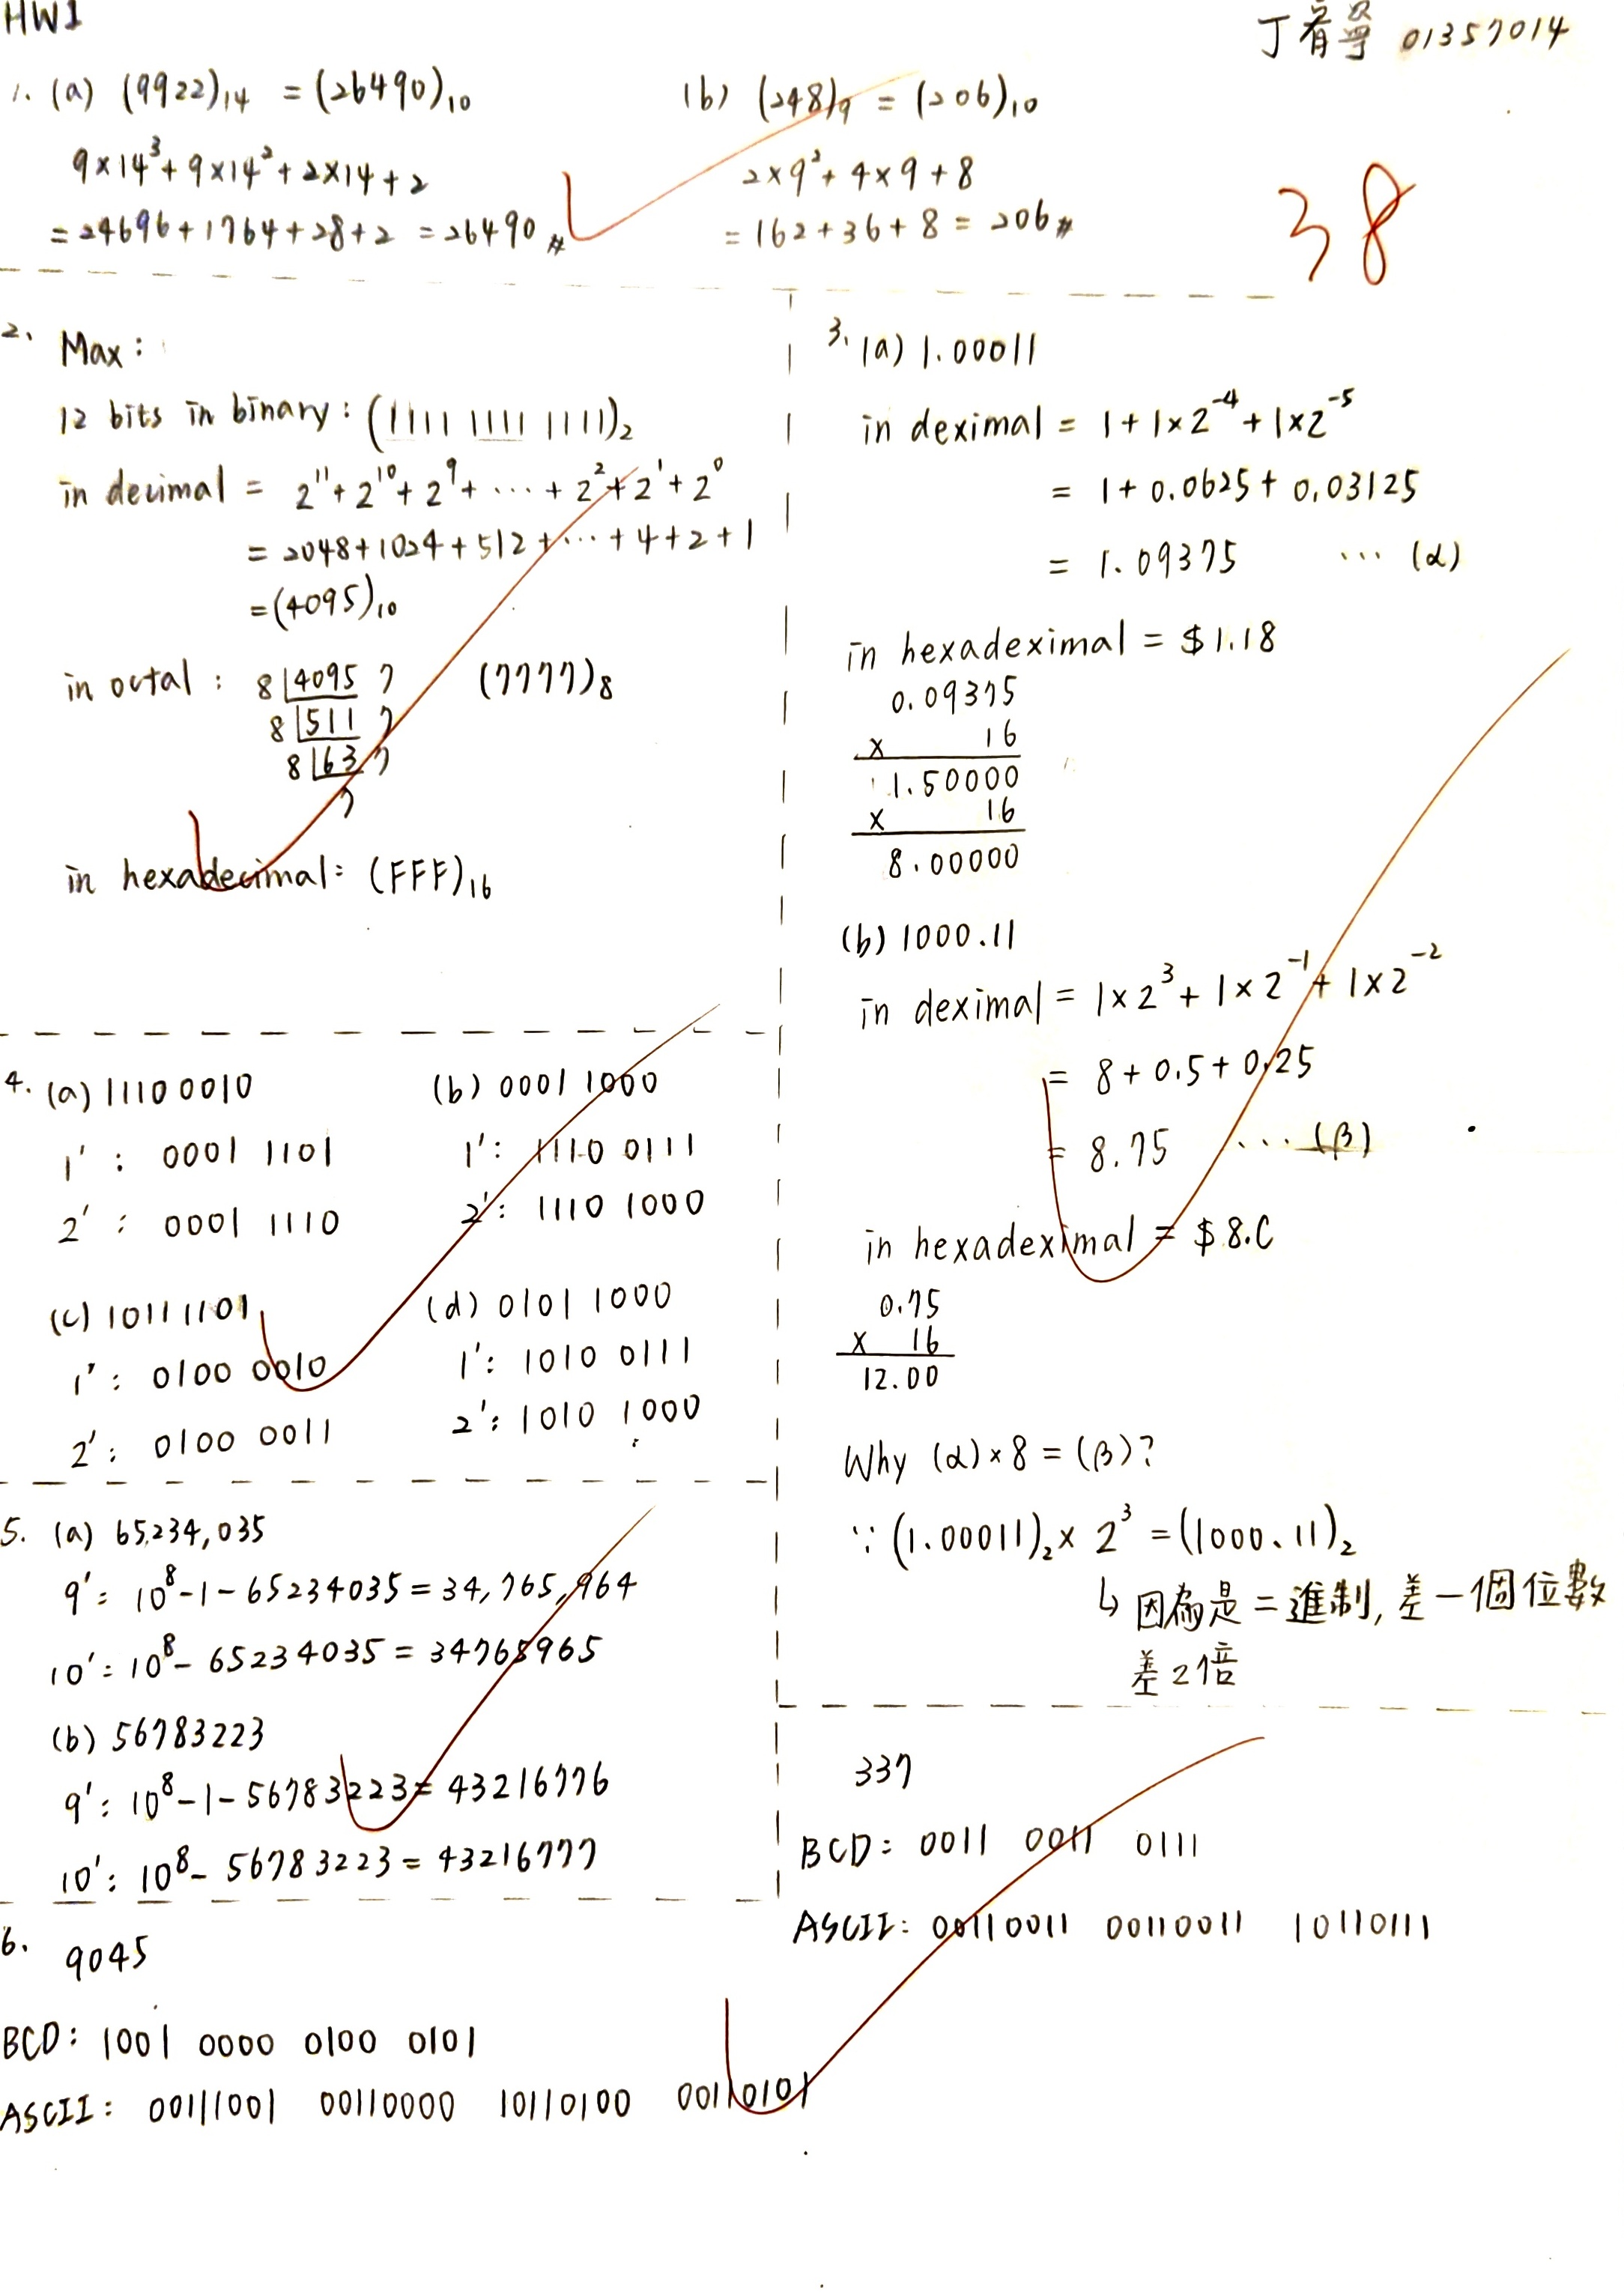 HW1
丁宥 01357014
38
1. (a) (9922)₁₄ = (26490)₁₀
9×14³+9×14²+2×14+2
=24696+1764+28+2 =26490 #
(b) (248)₉ = (206)₁₀
2×9²+4×9+8
=162+36+8 = 206 #
2. Max:
12 bits in binary: (1111 1111 1111)₂
in decimal = 2¹¹+2¹⁰+2⁹+ ⋯ +2²+2¹+2⁰
= 2048+1024+512+⋯+4+2+1
=(4095)₁₀
in octal : 8 4095 7 (7777)₈
8 511 7
8 63 7
7
in hexadecimal: (FFF)₁₆
3. (a) 1.00011
in deximal = 1+1×2⁻⁴+1×2⁻⁵
= 1+0.0625+0.03125
= 1.09375 ⋯ (α)
in hexadeximal = $1.18
0.09375
× 16
1.50000
× 16
8.00000
(b) 1000.11
in deximal = 1×2³+1×2⁻¹+1×2⁻²
= 8+0.5+0.25
= 8.75 ⋯ (β)
in hexadeximal = $8.C
0.75
× 16
12.00
Why (α)×8 = (β)?
∵ (1.00011)₂× 2³ =(1000.11)₂
↳ 因為是二進制, 差一個位數
差2倍
4. (a) 1110 0010
1' : 0001 1101
2' : 0001 1110
(b) 0001 1000
1': 1110 0111
2': 1110 1000
(c) 1011 1101
1': 0100 0010
2': 0100 0011
(d) 0101 1000
1': 1010 0111
2': 1010 1000
5. (a) 65,234,035
9': 10⁸-1-65234035=34,765,964
10': 10⁸-65234035=34765965
(b) 56783223
9': 10⁸-1-56783223=43216776
10': 10⁸-56783223=43216777
6. 9045
BCD: 1001 0000 0100 0101
ASCII: 00111001 00110000 10110100 00110101
337
BCD: 0011 0011 0111
ASCII: 00110011 00110011 10110111